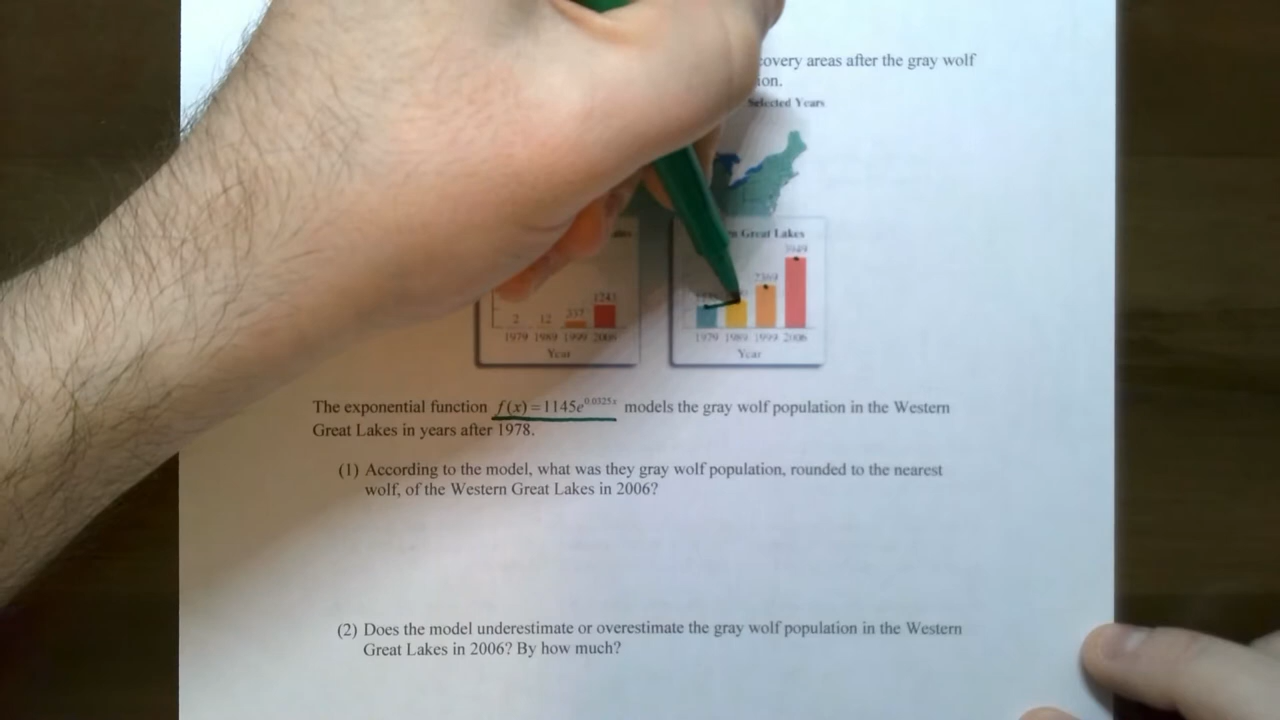 covery areas after the gray wolf
ion.
Selected Years
Great Lakes
3949
2 12 337 1243
1979 1989 1999 2006
Year
1979 1989 1999 2006
Year
The exponential function f(x)=1145e^0.0325x models the gray wolf population in the Western
Great Lakes in years after 1978.
(1) According to the model, what was they gray wolf population, rounded to the nearest
wolf, of the Western Great Lakes in 2006?
(2) Does the model underestimate or overestimate the gray wolf population in the Western
Great Lakes in 2006? By how much?